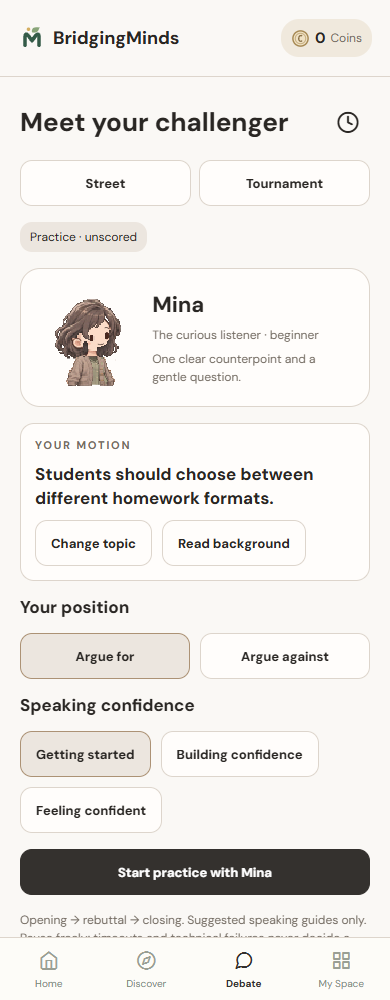 BridgingMinds
0 Coins
Meet your challenger
Street
Tournament
Practice · unscored
Mina
The curious listener · beginner
One clear counterpoint and a
gentle question.
YOUR MOTION
Students should choose between
different homework formats.
Change topic
Read background
Your position
Argue for
Argue against
Speaking confidence
Getting started
Building confidence
Feeling confident
Start practice with Mina
Opening → rebuttal → closing. Suggested speaking guides only.
Home
Discover
Debate
My Space